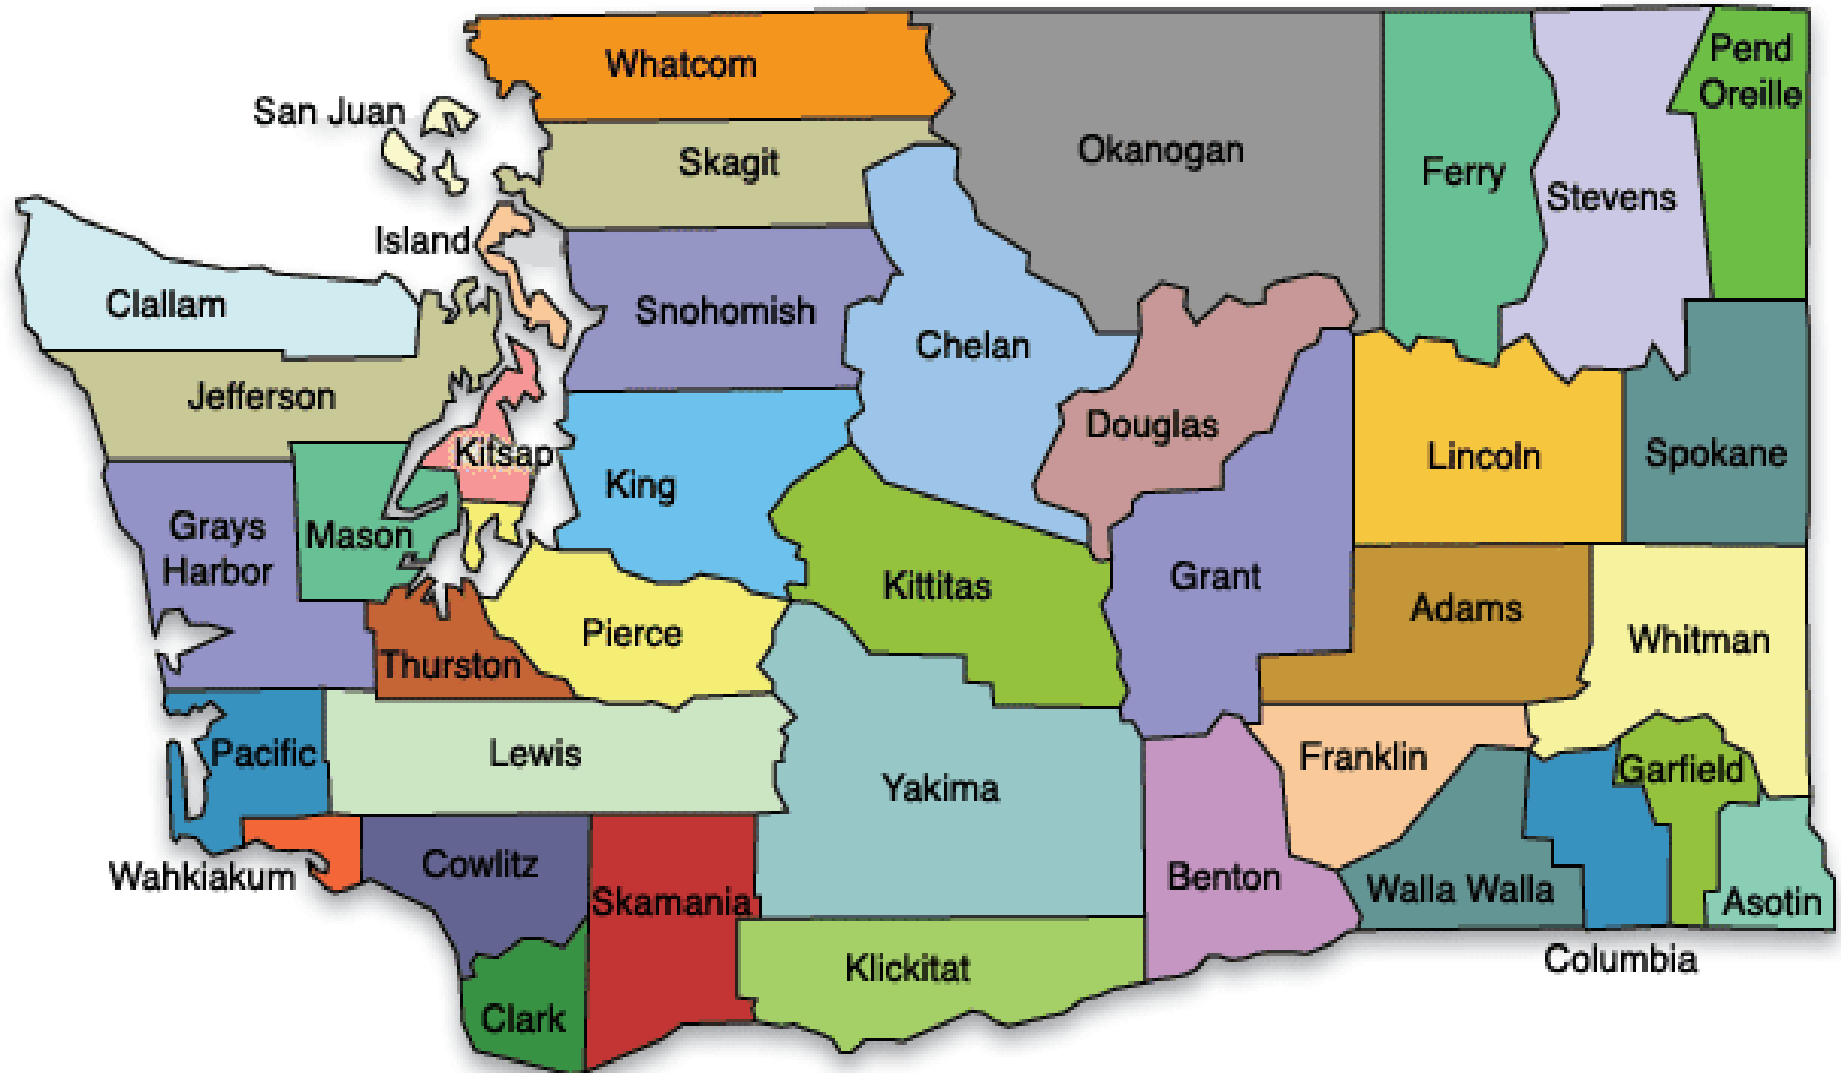 Whatcom
Pend
Oreille
San Juan
Okanogan
Skagit
Ferry
Stevens
Island
Clallam
Snohomish
Chelan
Jefferson
Douglas
Kitsap
Lincoln
Spokane
King
Grays
Harbor
Mason
Grant
Kittitas
Adams
Pierce
Whitman
Thurston
Pacific
Lewis
Franklin
Garfield
Yakima
Cowlitz
Wahkiakum
Benton
Walla Walla
Skamania
Asotin
Columbia
Klickitat
Clark